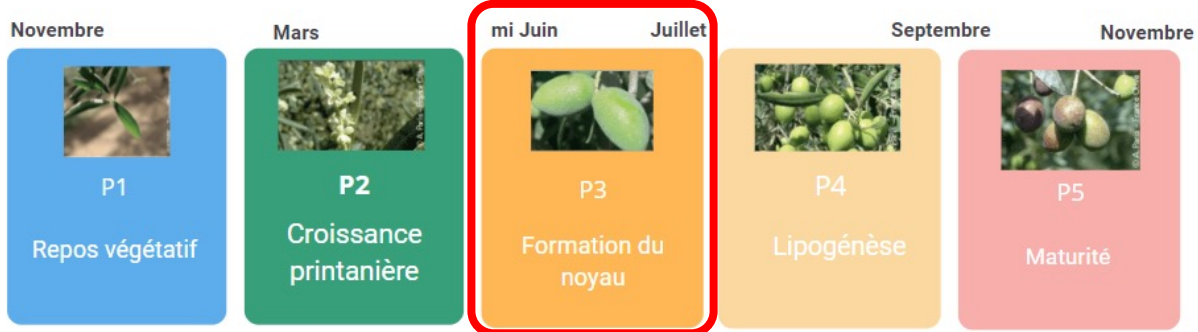 Novembre
Mars
mi Juin
Juillet
Septembre
Novembre
P1
Repos végétatif
P2
Croissance
printanière
P3
Formation du
noyau
P4
Lipogénèse
P5
Maturité